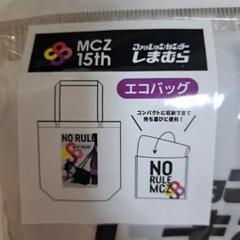 MCZ
15th
ファッションセンター
しまむら
エコバッグ
コンパクトに収納できて
持ち運びに便利!
NO RULE
NO
RULE
MCZ